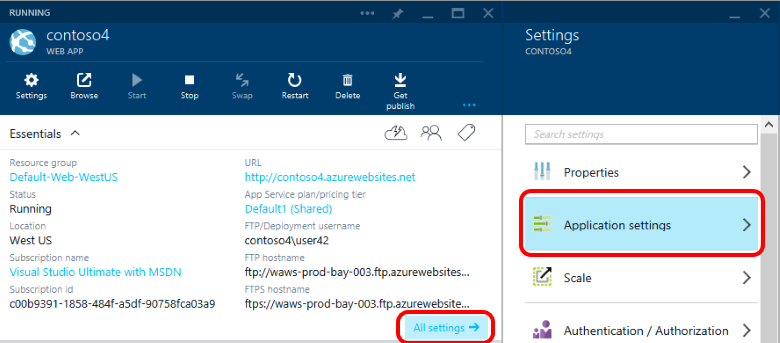 RUNNING
contoso4
WEB APP
Settings
Browse
Start
Stop
Swap
Restart
Delete
Get
publish
...
Essentials
Resource group
Default-Web-WestUS
Status
Running
Location
West US
Subscription name
Visual Studio Ultimate with MSDN
Subscription id
c00b9391-1858-484f-a5df-90758fca03a9
URL
http://contoso4.azurewebsites.net
App Service plan/pricing tier
Default1 (Shared)
FTP/Deployment username
contoso4\user42
FTP hostname
ftp://waws-prod-bay-003.ftp.azurewebsites...
FTPS hostname
ftps://waws-prod-bay-003.ftp.azurewebsite...
All settings →
Settings
CONTOSO4
Search settings
Properties
Application settings
Scale
Authentication / Authorization